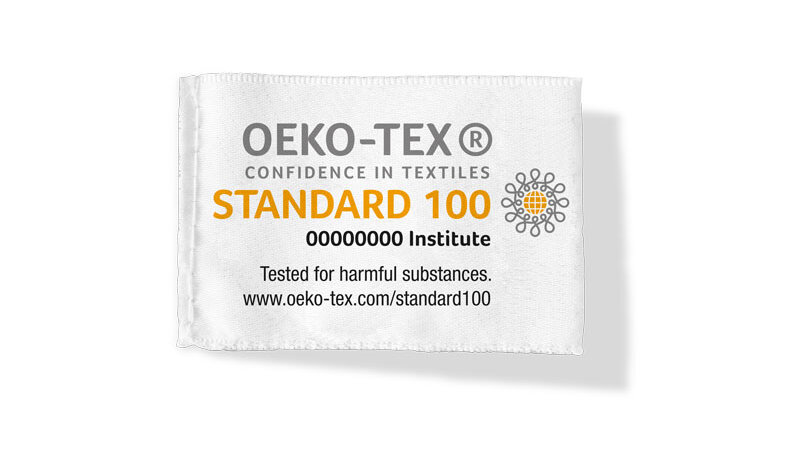 OEKO-TEX®
CONFIDENCE IN TEXTILES
STANDARD 100
00000000 Institute
Tested for harmful substances.
www.oeko-tex.com/standard100